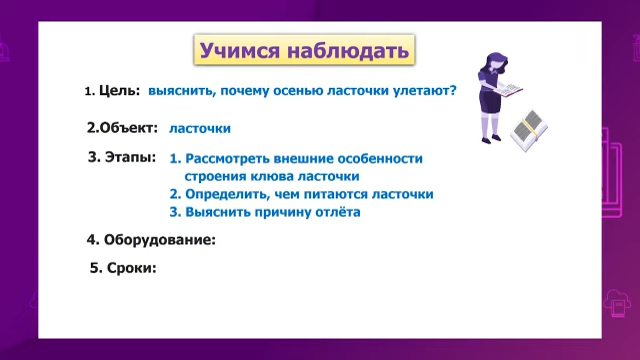 Учимся наблюдать
1. Цель: выяснить, почему осенью ласточки улетают?
2.Объект: ласточки
3. Этапы: 1. Рассмотреть внешние особенности
строения клюва ласточки
2. Определить, чем питаются ласточки
3. Выяснить причину отлёта
4. Оборудование:
5. Сроки: